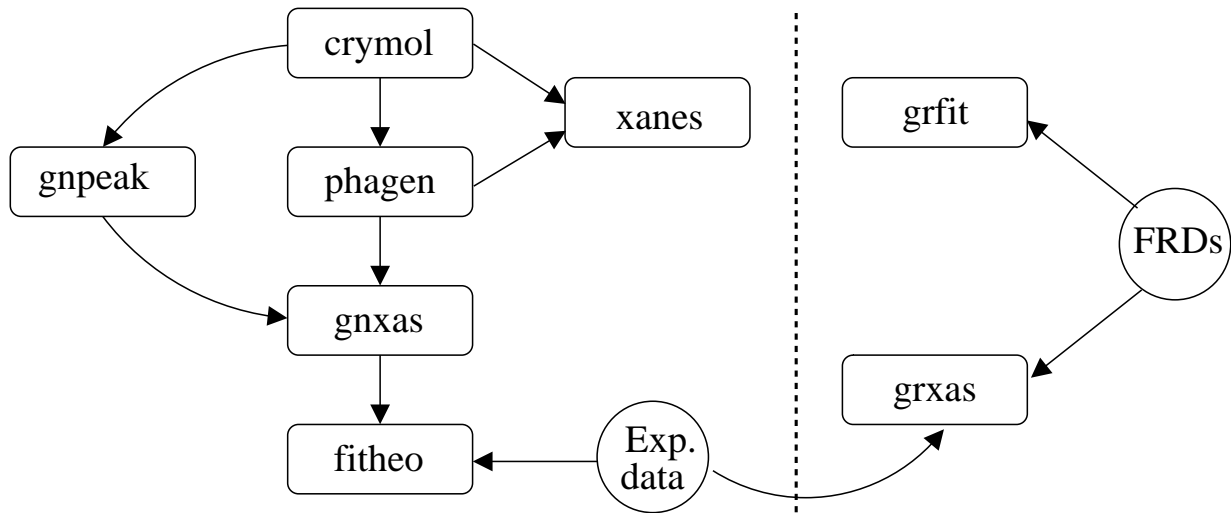 crymol
xanes
grfit
gnpeak
phagen
FRDs
gnxas
grxas
fitheo
Exp.
data